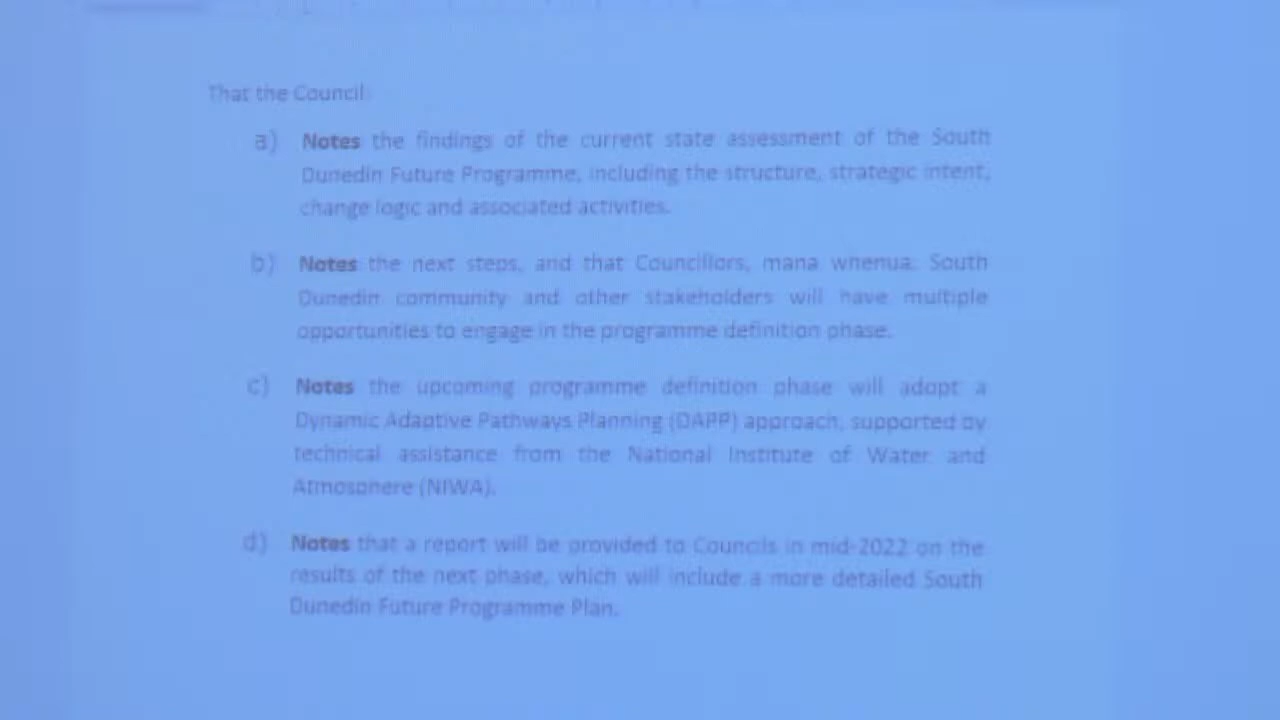 That the Council:
a) Notes the findings of the current state assessment of the South
Dunedin Future Programme, including the structure, strategic intent,
change logic and associated activities.
b) Notes the next steps, and that Councillors, mana whenua, South
Dunedin community and other stakeholders will have multiple
opportunities to engage in the programme definition phase.
c) Notes the upcoming programme definition phase will adopt a
Dynamic Adaptive Pathways Planning (DAPP) approach, supported by
technical assistance from the National Institute of Water and
Atmosphere (NIWA).
d) Notes that a report will be provided to Councils in mid-2022 on the
results of the next phase, which will include a more detailed South
Dunedin Future Programme Plan.